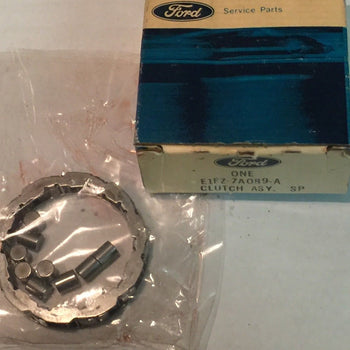 Ford
Service Parts
Ford
ONE
E1FZ-7A089-A
CLUTCH ASY. SP